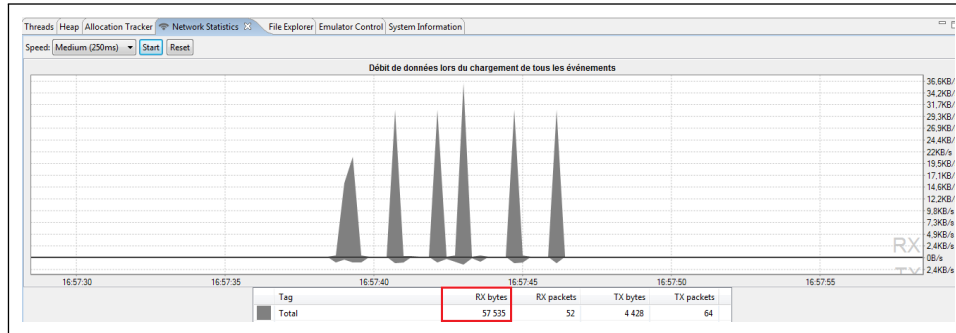 Threads Heap Allocation Tracker Network Statistics File Explorer Emulator Control System Information
Speed: Medium (250ms) Start Reset
Débit de données lors du chargement de tous les événements
36,6KB/
34,2KB/
31,7KB/
29,3KB/s
26,9KB/
24,4KB/
22KB/s
19,5KB/
17,1KB/
14,6KB/
12,2KB/
9,8KB/s
7,3KB/s
4,9KB/s
RX
2,4KB/s
0B/s
TX
2,4KB/s
16:57:30 16:57:35 16:57:40 16:57:45 16:57:50 16:57:55
Tag RX bytes RX packets TX bytes TX packets
Total 57 535 52 4 428 64